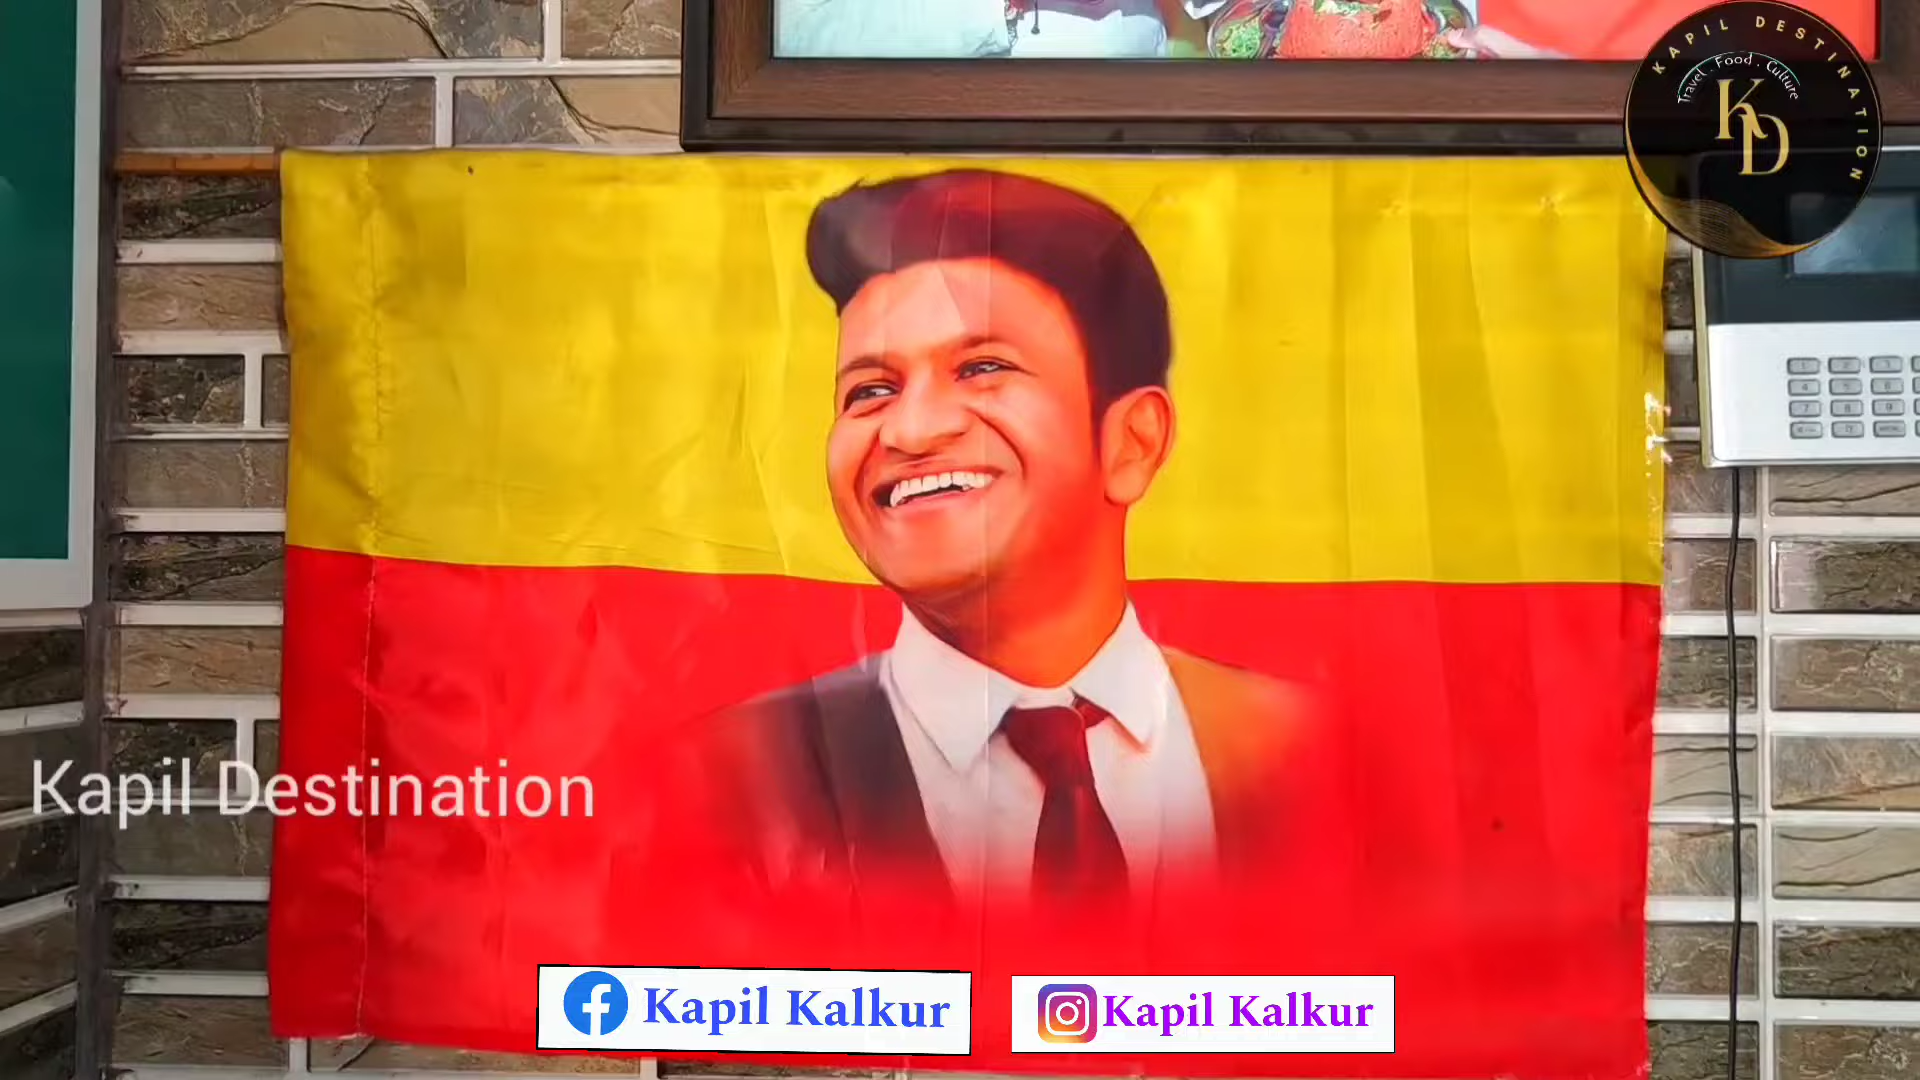 KAPIL DESTINATION
Travel . Food . Culture
KD
Kapil Destination
Kapil Kalkur
Kapil Kalkur